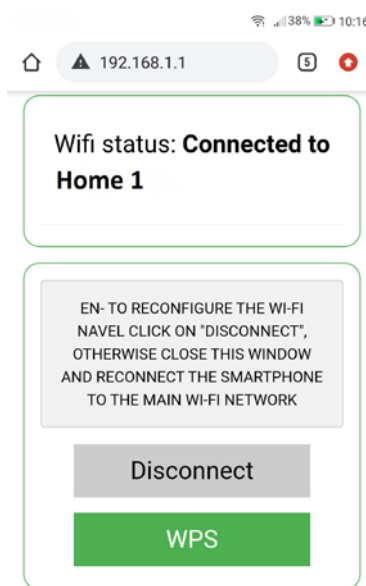 38% 10:16
192.168.1.1 5
Wifi status: Connected to
Home 1
EN- TO RECONFIGURE THE WI-FI
NAVEL CLICK ON "DISCONNECT",
OTHERWISE CLOSE THIS WINDOW
AND RECONNECT THE SMARTPHONE
TO THE MAIN WI-FI NETWORK
Disconnect
WPS